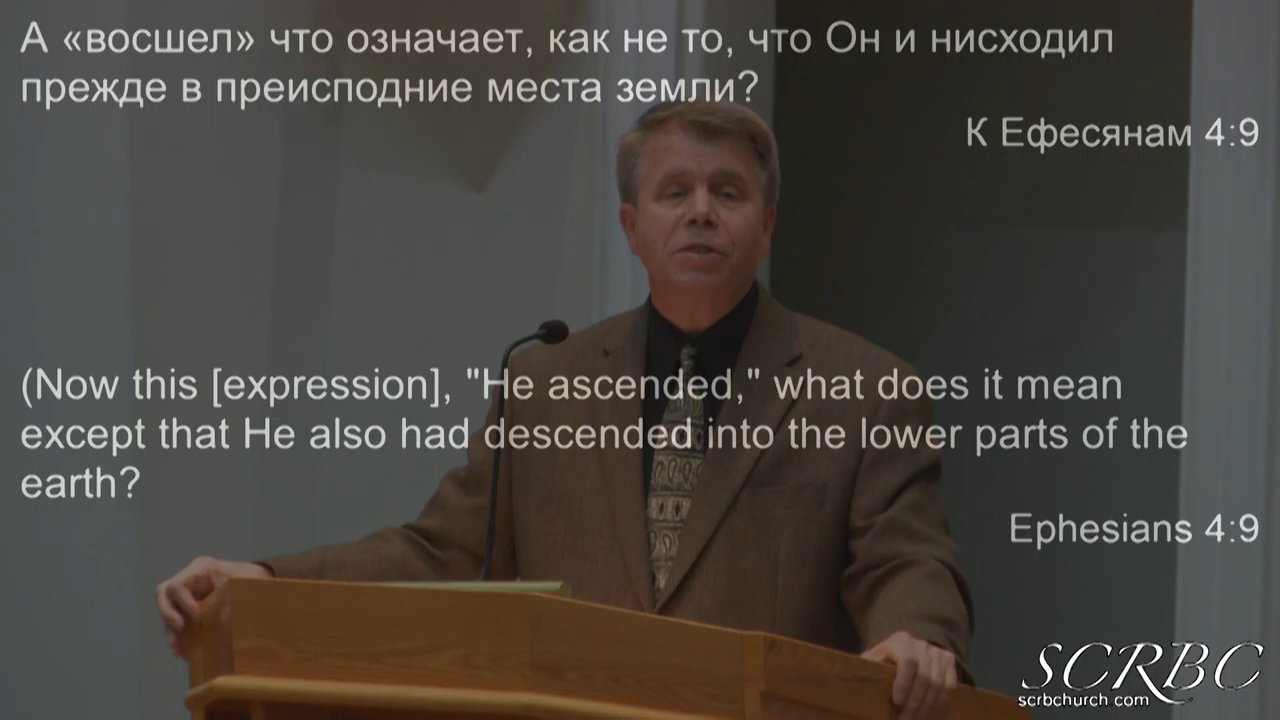 А «восшел» что означает, как не то, что Он и нисходил
прежде в преисподние места земли?
К Ефесянам 4:9
(Now this [expression], "He ascended," what does it mean
except that He also had descended into the lower parts of the
earth?
Ephesians 4:9
SCRBC
scrbchurch.com